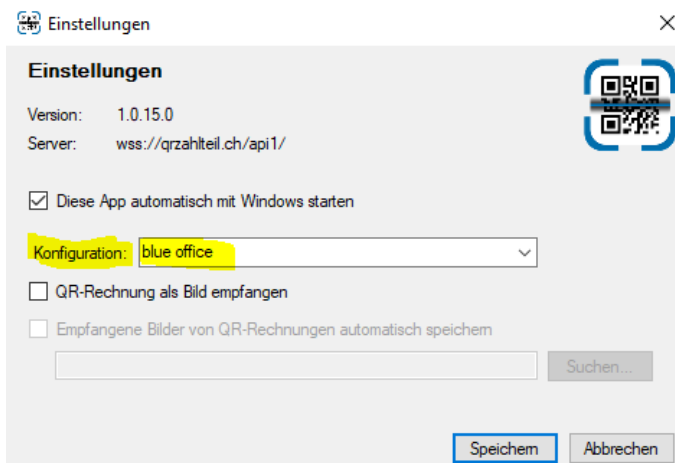 Einstellungen
Einstellungen
Version: 1.0.15.0
Server: wss://qrzahlteil.ch/api1/
Diese App automatisch mit Windows starten
Konfiguration: blue office
QR-Rechnung als Bild empfangen
Empfangene Bilder von QR-Rechnungen automatisch speichern
Suchen...
Speichern Abbrechen